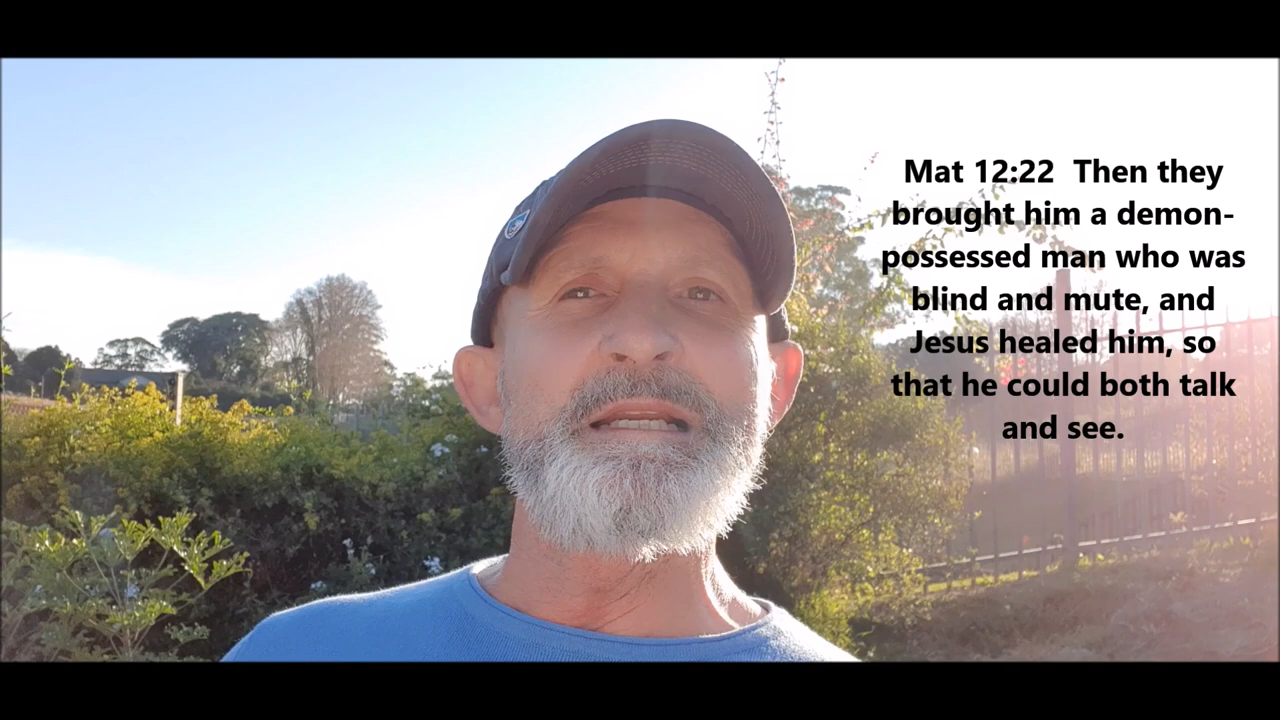 Mat 12:22  Then they
brought him a demon-
possessed man who was
blind and mute, and
Jesus healed him, so
that he could both talk
and see.